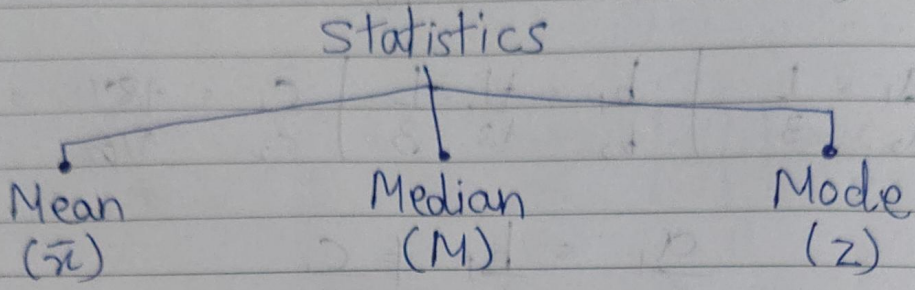 Statistics
Mean Median Mode
(x̄) (M) (z)